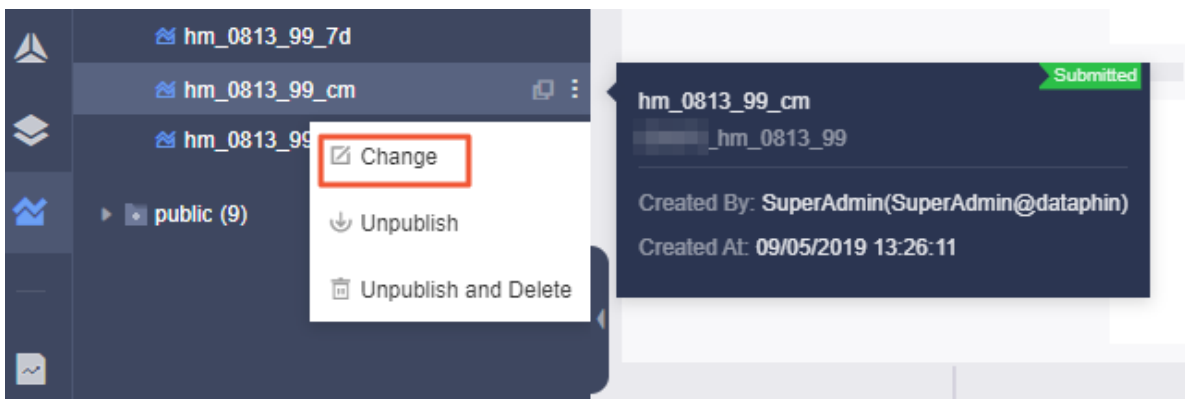 hm_0813_99_7d
hm_0813_99_cm
hm_0813_99
public (9)
Change
Unpublish
Unpublish and Delete
Submitted
hm_0813_99_cm
_hm_0813_99
Created By: SuperAdmin(SuperAdmin@dataphin)
Created At: 09/05/2019 13:26:11